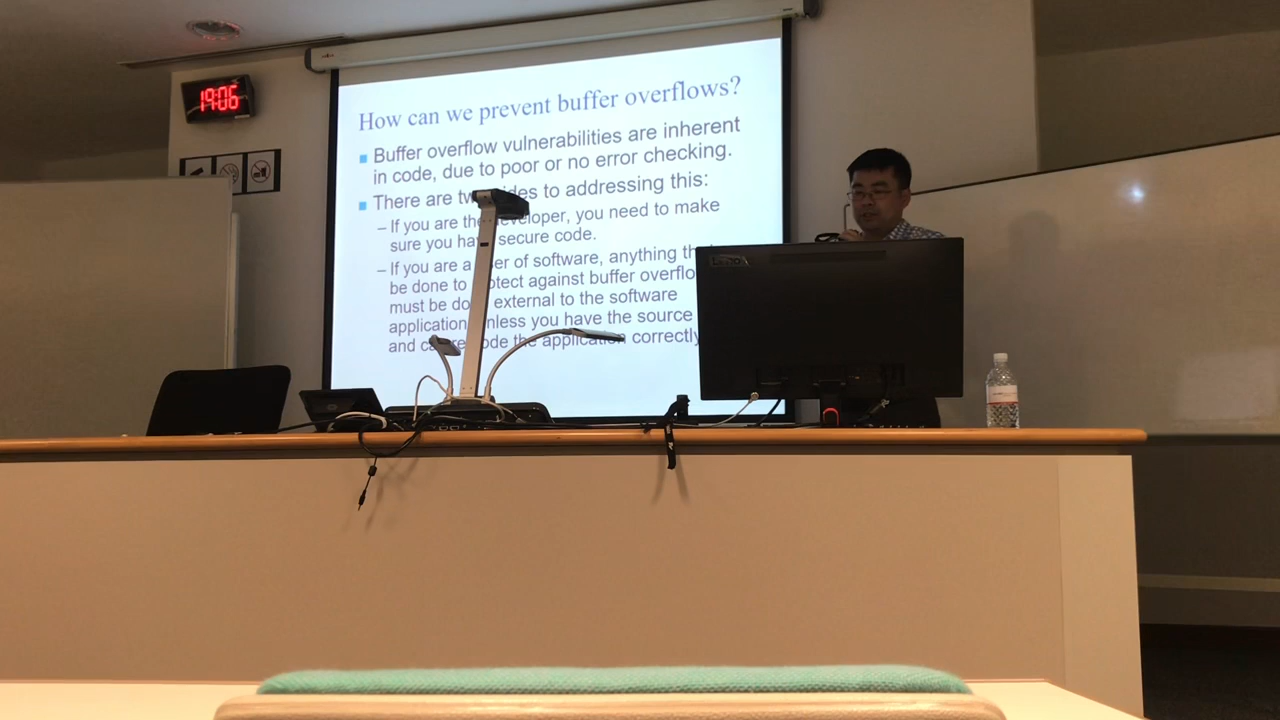 19:06
How can we prevent buffer overflows?
Buffer overflow vulnerabilities are inherent
in code, due to poor or no error checking.
There are to addressing this:
– If you are the developer, you need to make
sure you have secure code.
– If you are a of software, anything
be done to against buffer
must be external to the software
application you have the source
and the application correctly